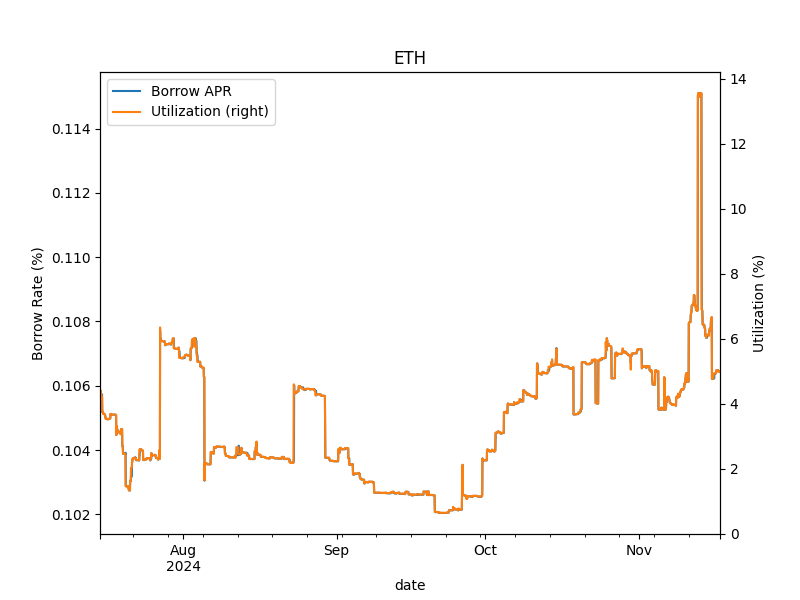 ETH
Borrow APR
Utilization (right)
Borrow Rate (%)
0.114
0.112
0.110
0.108
0.106
0.104
0.102
14
12
10
8
6
4
2
0
Utilization (%)
Aug
2024
Sep
Oct
Nov
date